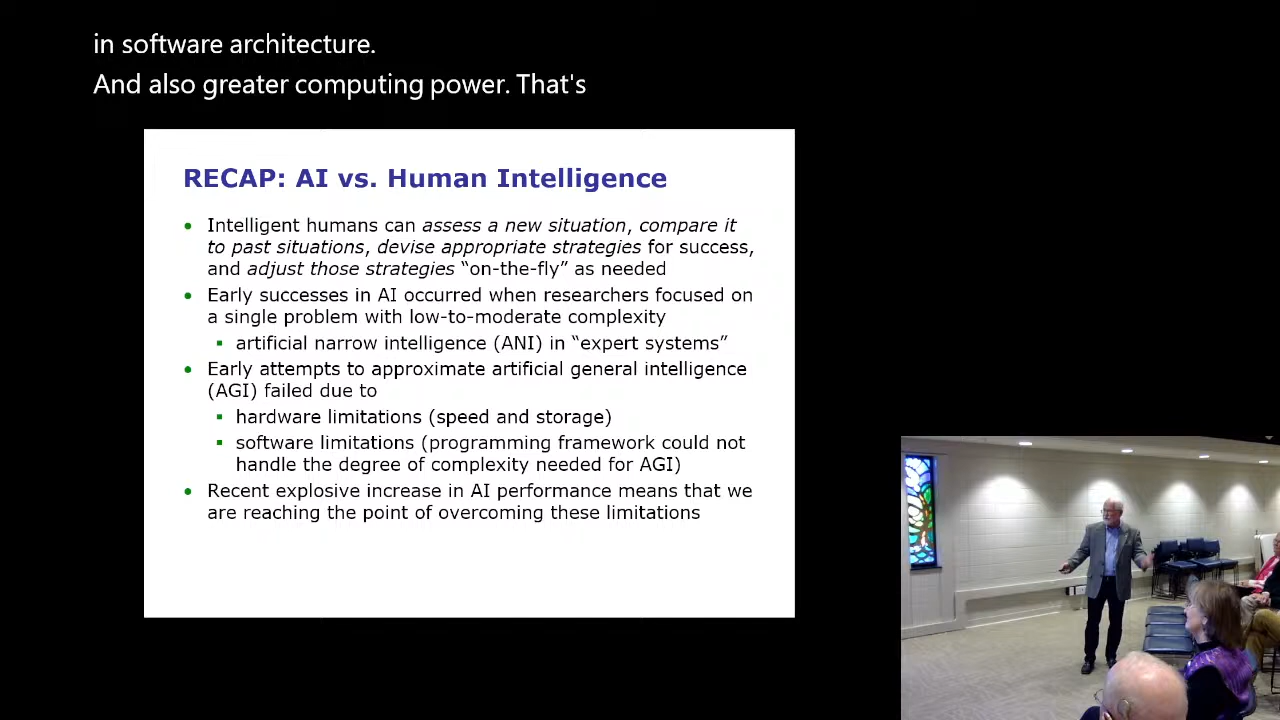 in software architecture.
And also greater computing power. That's
RECAP: AI vs. Human Intelligence
• Intelligent humans can assess a new situation, compare it
to past situations, devise appropriate strategies for success,
and adjust those strategies “on-the-fly” as needed
• Early successes in AI occurred when researchers focused on
a single problem with low-to-moderate complexity
▪ artificial narrow intelligence (ANI) in “expert systems”
• Early attempts to approximate artificial general intelligence
(AGI) failed due to
▪ hardware limitations (speed and storage)
▪ software limitations (programming framework could not
handle the degree of complexity needed for AGI)
• Recent explosive increase in AI performance means that we
are reaching the point of overcoming these limitations